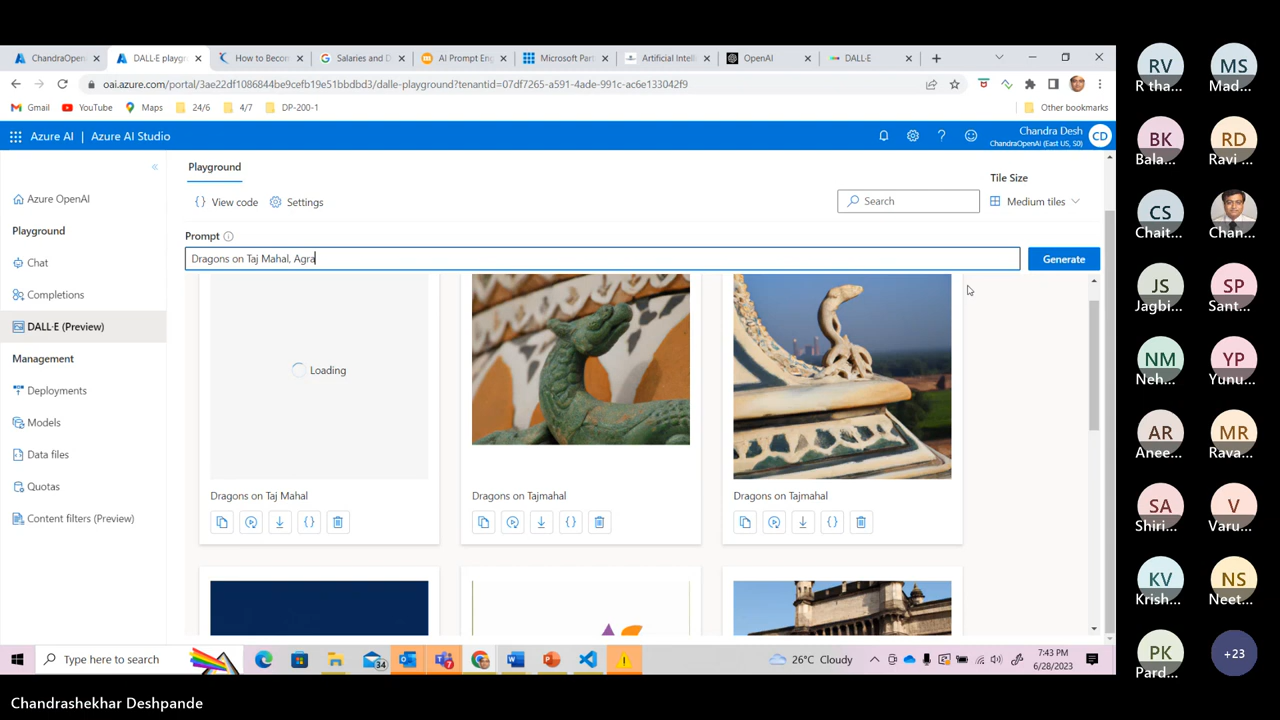 ChandraOpen
DALL·E playgr
How to Becon
Salaries and D
AI Prompt Eng
Microsoft Part
Artificial Intelli
OpenAI
DALL·E
oai.azure.com/portal/3ae22df1086874be9cefb19e51bbdbd3/dalle-playground?tenantid=07df7265-a591-4ade-991c-ac6e133042f9
Gmail
YouTube
Maps
24/6
4/7
DP-200-1
Other bookmarks
Azure AI | Azure AI Studio
Chandra Desh
ChandraOpenAI (East US, S0)
CD
Azure OpenAI
Playground
Chat
Completions
DALL·E (Preview)
Management
Deployments
Models
Data files
Quotas
Content filters (Preview)
Playground
View code
Settings
Search
Tile Size
Medium tiles
Prompt
Dragons on Taj Mahal, Agra
Generate
Loading
Dragons on Taj Mahal
Dragons on Tajmahal
Dragons on Tajmahal
Type here to search
34
26°C Cloudy
7:43 PM
6/28/2023
RV
R tha...
MS
Mad...
BK
Bala...
RD
Ravi ...
CS
Chait...
Chan...
JS
Jagbi...
SP
Sant...
NM
Neh...
YP
Yunu...
AR
Anee...
MR
Rava...
SA
Shiri...
V
Varu...
KV
Krish...
NS
Neet...
PK
Pard...
+23
Chandrashekhar Deshpande